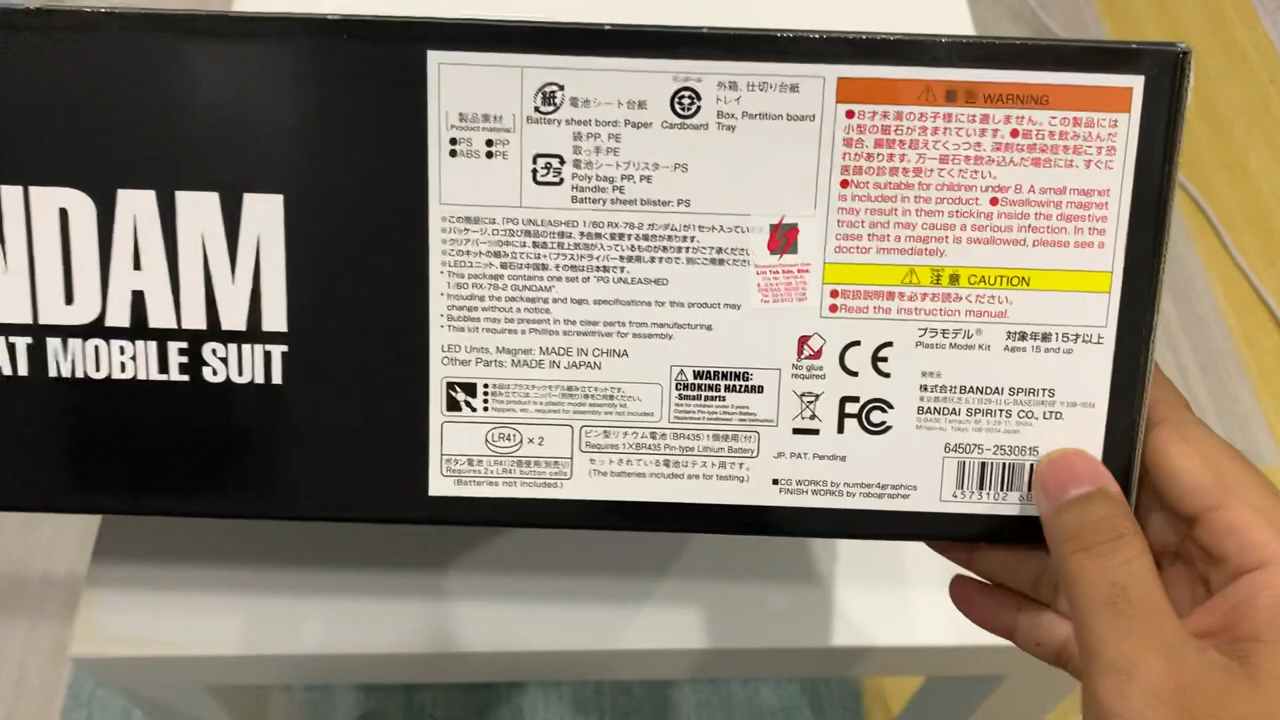 NDAM
AT MOBILE SUIT
製品素材
Product material
●PS ●PP
●ABS ●PE
紙
電池シート台紙
Battery sheet bord: Paper
Cardboard
外箱、仕切り台紙
トレイ
Box, Partition board
Tray
プラ
袋:PP, PE
取っ手:PE
電池シートブリスター:PS
Poly bag: PP, PE
Handle: PE
Battery sheet blister: PS
※この商品には、「PG UNLEASHED 1/60 RX-78-2 ガンダム」が1セット入ってい
※パッケージ、ロゴ及び商品の仕様は、予告無く変更する場合があります。
※クリアパーツの中には、製造工程上気泡が入っているものがありますがご了承くださ
※このキットの組み立てには+(プラス)ドライバーを使用しますので、別にご用意くださ
※LEDユニット、磁石は中国製、その他は日本製です。
* This package contains one set of "PG UNLEASHED
1/60 RX-78-2 GUNDAM".
* Including the packaging and logo, specifications for this product may
change without a notice.
* Bubbles may be present in the clear parts from manufacturing.
* This kit requires a Phillips screwdriver for assembly.
LED Units, Magnet: MADE IN CHINA
Other Parts: MADE IN JAPAN
●本品はプラスチックモデル組み立てキットです。
●組み立てには、ニッパー(別売り)等をご用意ください。
●This product is a plastic model assembly kit.
●Nippers, etc., required for assembly are not included.
WARNING:
CHOKING HAZARD
-Small parts
Not for children under 3 years.
Contains Pin-type Lithium Battery.
Hazardous if swallowed - see instruction.
LR41 × 2
ボタン電池(LR41)2個使用(別売り)
Requires 2x LR41 button cells
(Batteries not included.)
ピン型リチウム電池(BR435)1個使用(付)
Requires 1×BR435 Pin-type Lithium Battery
セットされている電池はテスト用です。
(The batteries included are for testing.)
Litt Tak Sdn. Bhd.
WARNING
●8才未満のお子様には適しません。この製品には
小型の磁石が含まれています。●磁石を飲み込んだ
場合、腸壁を超えてくっつき、深刻な感染症を起こす恐
れがあります。万一磁石を飲み込んだ場合には、すぐに
医師の診察を受けてください。
●Not suitable for children under 8. A small magnet
is included in the product. ●Swallowing magnet
may result in them sticking inside the digestive
tract and may cause a serious infection. In the
case that a magnet is swallowed, please see a
doctor immediately.
注意 CAUTION
●取扱説明書を必ずお読みください。
●Read the instruction manual.
No glue
required
CE
FC
プラモデル®
Plastic Model Kit
対象年齢15才以上
Ages 15 and up
発売元
株式会社BANDAI SPIRITS
東京都港区芝5丁目29-11 G-BASE田町6F 〒108-0014
BANDAI SPIRITS CO., LTD.
G-BASE Tamachi 6F, 5-29-11, Shiba,
Minato-ku, Tokyo 108-0014 Japan
JP. PAT. Pending
■CG WORKS by number4graphics
FINISH WORKS by robographer
645075-2530615
4573102 60